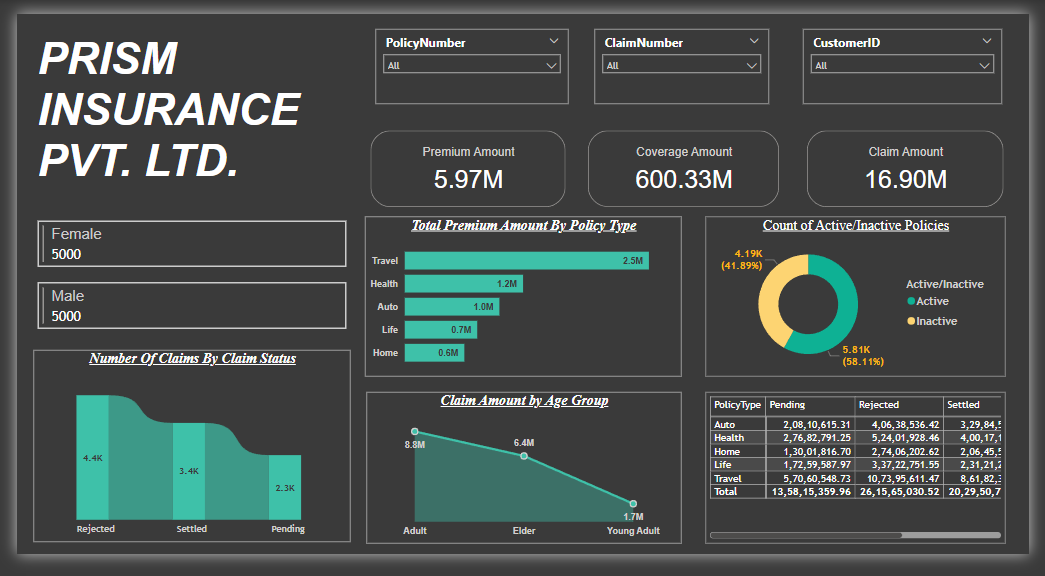 PRISM
INSURANCE
PVT. LTD.
PolicyNumber
All
ClaimNumber
All
CustomerID
All
Premium Amount
5.97M
Coverage Amount
600.33M
Claim Amount
16.90M
Female
5000
Male
5000
Total Premium Amount By Policy Type
Travel 2.5M
Health 1.2M
Auto 1.0M
Life 0.7M
Home 0.6M
Count of Active/Inactive Policies
4.19K
(41.89%)
5.81K
(58.11%)
Active/Inactive
Active
Inactive
Number Of Claims By Claim Status
4.4K
3.4K
2.3K
Rejected Settled Pending
Claim Amount by Age Group
8.8M
6.4M
1.7M
Adult Elder Young Adult
PolicyType Pending Rejected Settled
Auto 2,08,10,615.31 4,06,38,536.42 3,29,84,5
Health 2,76,82,791.25 5,24,01,928.46 4,00,17,1
Home 1,30,01,816.70 2,74,06,202.62 2,06,45,5
Life 1,72,59,587.97 3,37,22,751.55 2,31,21,2
Travel 5,70,60,548.73 10,73,95,611.47 8,61,82,3
Total 13,58,15,359.96 26,15,65,030.52 20,29,50,7